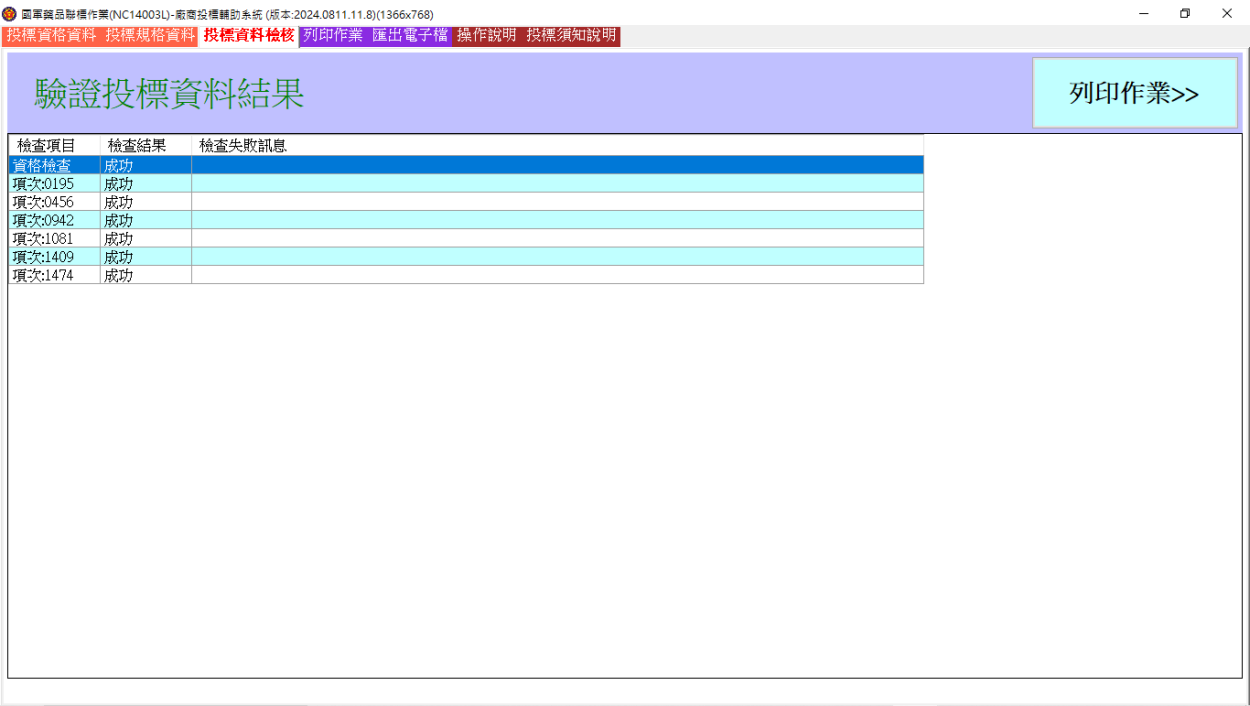 國軍藥品聯標作業(NC14003L)-廠商投標輔助系統 (版本:2024.0811.11.8)(1366x768)
投標資格資料 投標規格資料 投標資料檢核 列印作業 匯出電子檔 操作說明 投標須知說明
驗證投標資料結果
列印作業>>
檢查項目 檢查結果 檢查失敗訊息
資格檢查 成功
項次:0195 成功
項次:0456 成功
項次:0942 成功
項次:1081 成功
項次:1409 成功
項次:1474 成功